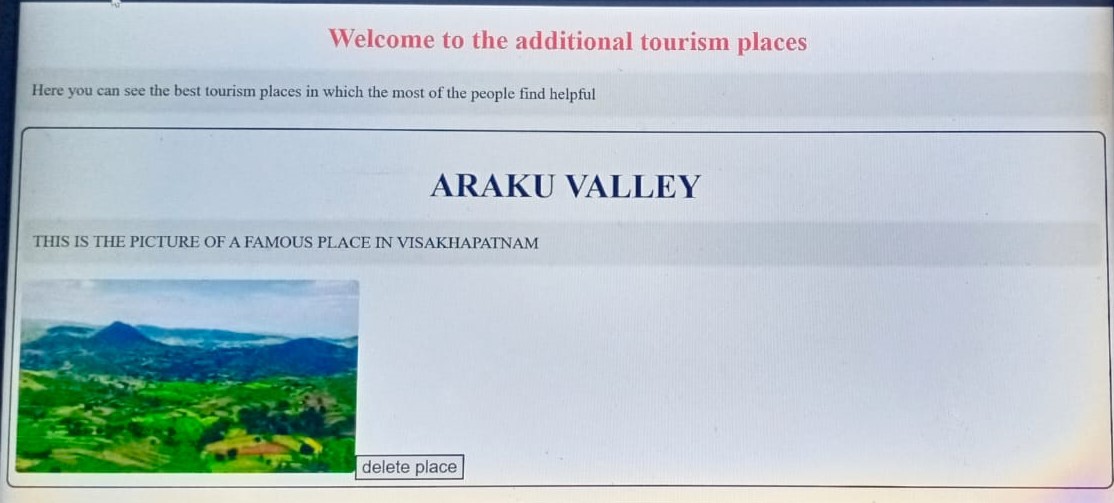 Welcome to the additional tourism places
Here you can see the best tourism places in which the most of the people find helpful
ARAKU VALLEY
THIS IS THE PICTURE OF A FAMOUS PLACE IN VISAKHAPATNAM
delete place